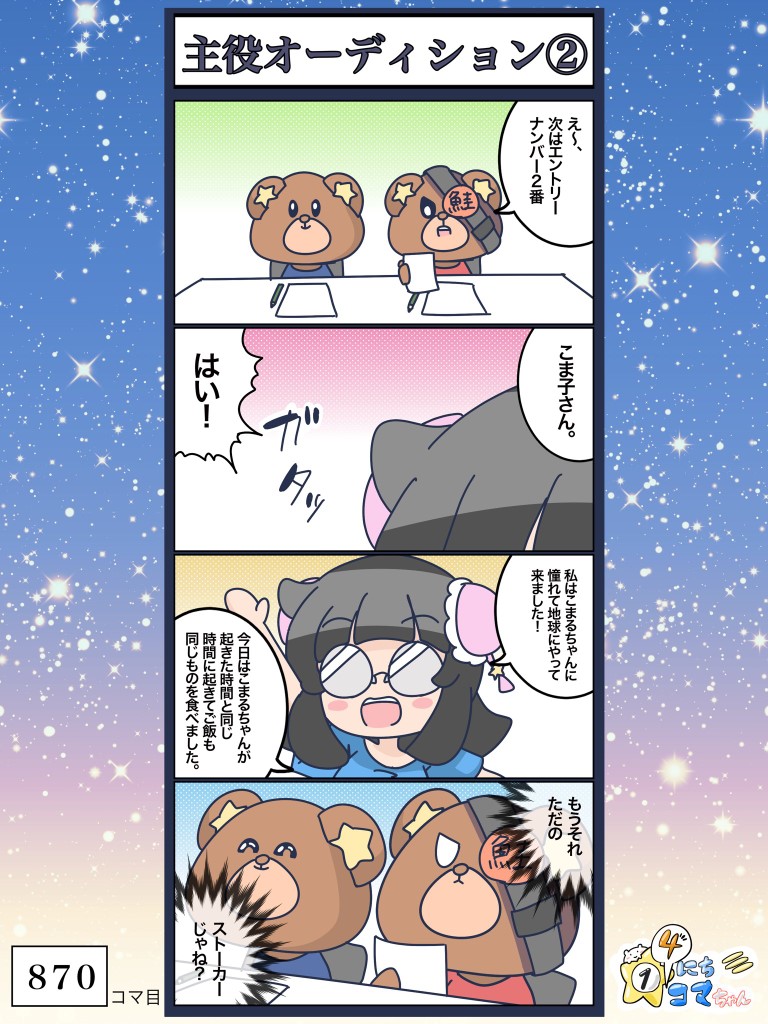 主役オーディション②
え〜、
次はエントリー
ナンバー2番
鮭
こま子さん。
ガタッ
はい！
私はこまるちゃんに
憧れて地球にやって
来ました！
今日はこまるちゃんが
起きた時間と同じ
時間に起きてご飯も
同じものを食べました。
もうそれ
ただの
鮭
ストーカー
じゃね？
870
コマ目
1
にち
4
コマ
ちゃん